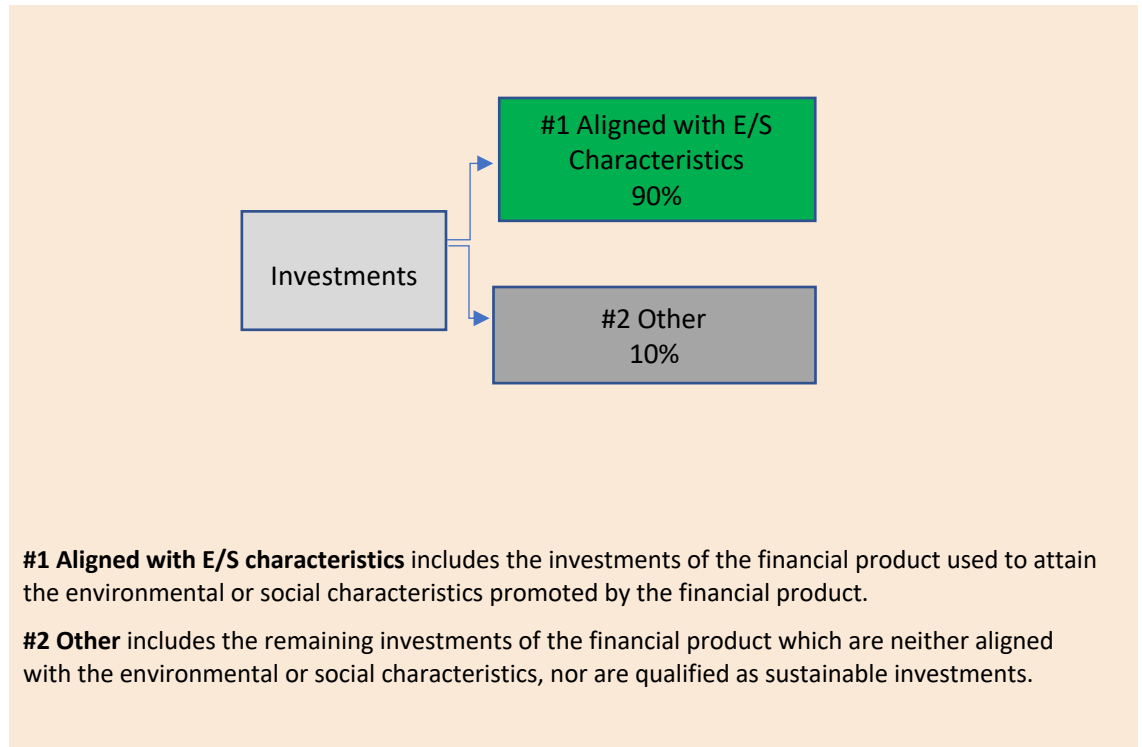 #1 Aligned with E/S
Characteristics
90%
Investments
#2 Other
10%
#1 Aligned with E/S characteristics includes the investments of the financial product used to attain
the environmental or social characteristics promoted by the financial product.
#2 Other includes the remaining investments of the financial product which are neither aligned
with the environmental or social characteristics, nor are qualified as sustainable investments.